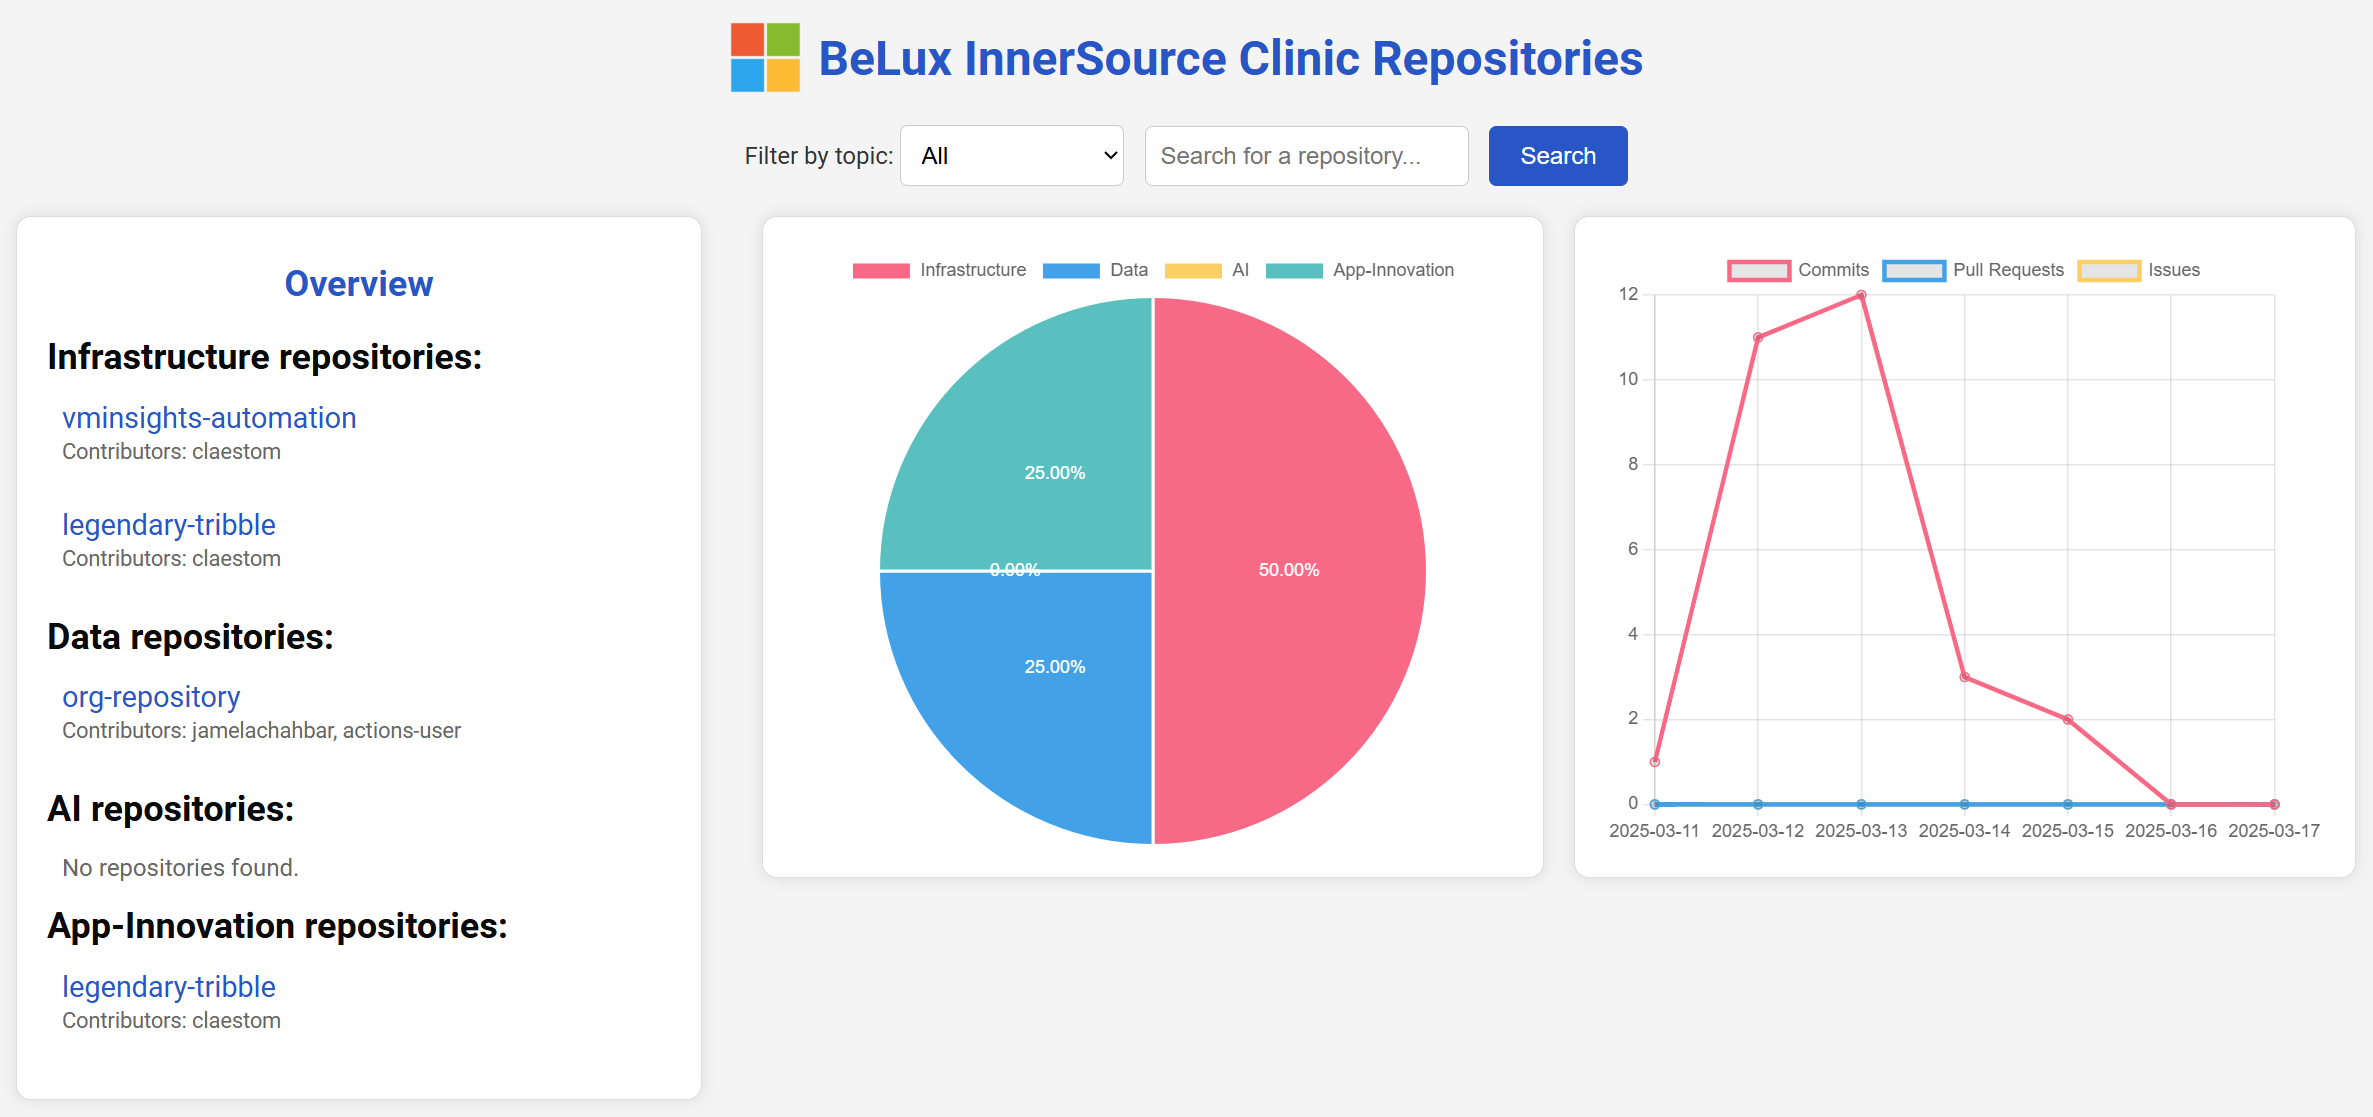 BeLux InnerSource Clinic Repositories
Filter by topic: All Search for a repository... Search
Overview
Infrastructure repositories:
vminsights-automation
Contributors: claestom
legendary-tribble
Contributors: claestom
Data repositories:
org-repository
Contributors: jamelachahbar, actions-user
AI repositories:
No repositories found.
App-Innovation repositories:
legendary-tribble
Contributors: claestom
Infrastructure Data AI App-Innovation
25.00%
0.00%
50.00%
25.00%
Commits Pull Requests Issues
12
10
8
6
4
2
0
2025-03-11 2025-03-12 2025-03-13 2025-03-14 2025-03-15 2025-03-16 2025-03-17